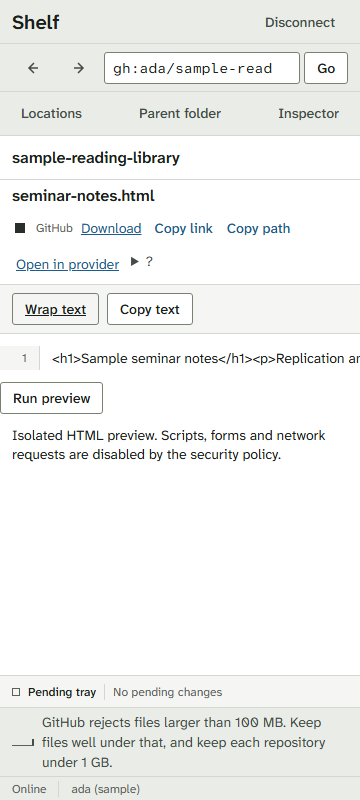 Shelf Disconnect
← → gh:ada/sample-read Go
Locations Parent folder Inspector
sample-reading-library
seminar-notes.html
GitHub Download Copy link Copy path
Open in provider ▶ ?
Wrap text Copy text
1 <h1>Sample seminar notes</h1><p>Replication
Run preview
Isolated HTML preview. Scripts, forms and network
requests are disabled by the security policy.
Pending tray No pending changes
GitHub rejects files larger than 100 MB. Keep
files well under that, and keep each repository
under 1 GB.
Online ada (sample)